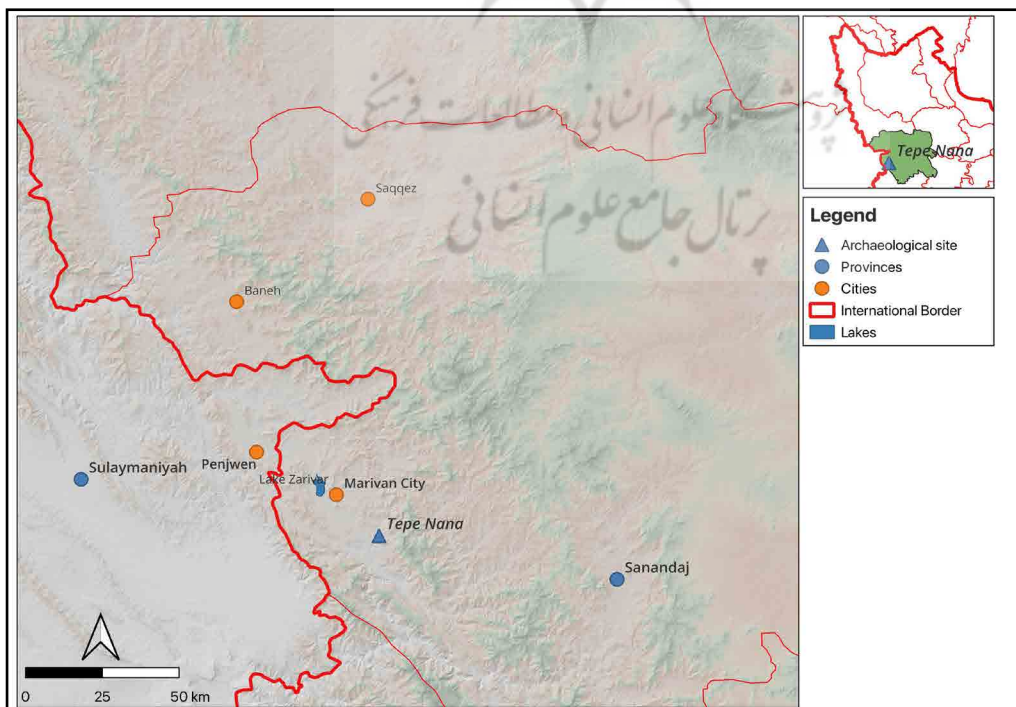 پژوهشگاه علوم انسانی و مطالعات فرهنگی
پرتال جامع علوم انسانی
Saqqez
Baneh
Sulaymaniyah
Penjwen
Lake Zarivar
Marivan City
Tepe Nana
Sanandaj
0 25 50 km
Tepe Nana
Legend
Archaeological site
Provinces
Cities
International Border
Lakes